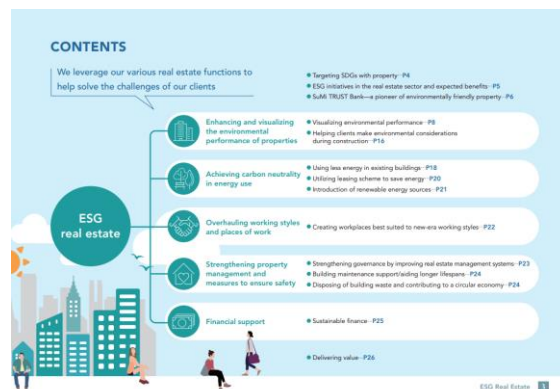 CONTENTS
We leverage our various real estate functions to
help solve the challenges of our clients
● Targeting SDGs with property–P4
● ESG initiatives in the real estate sector and expected benefits–P5
● SuMi TRUST Bank—a pioneer of environmentally friendly property–P6
Enhancing and visualizing
the environmental
performance of properties
● Visualizing environmental performance–P8
● Helping clients make environmental considerations
during construction–P16
Achieving carbon neutrality
in energy use
● Using less energy in existing buildings–P18
● Utilizing leasing scheme to save energy–P20
● Introduction of renewable energy sources–P21
ESG
real estate
Overhauling working styles
and places of work
● Creating workplaces best suited to new-era working styles–P22
Strengthening property
management and
measures to ensure safety
● Strengthening governance by improving real estate management systems–P23
● Building maintenance support/aiding longer lifespans–P24
● Disposing of building waste and contributing to a circular economy–P24
Financial support
● Sustainable finance–P25
● Delivering value–P26
ESG Real Estate